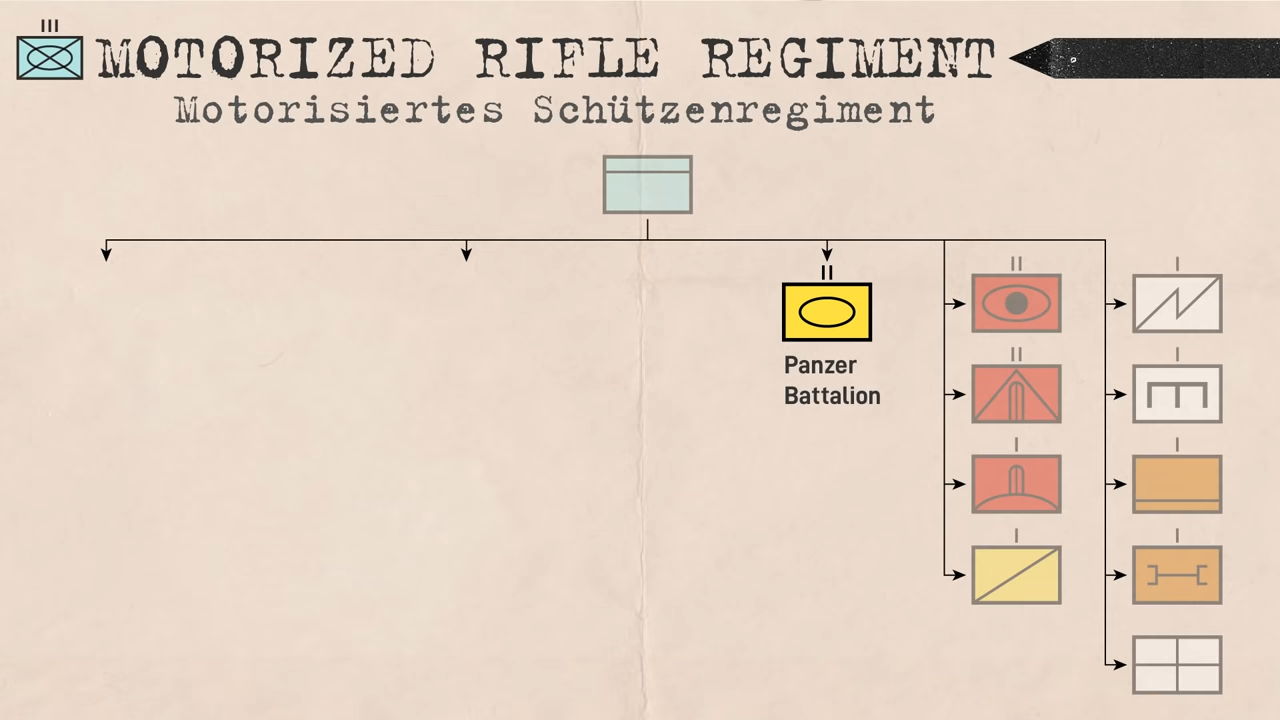 MOTORIZED RIFLE REGIMENT
Motorisiertes Schützenregiment
Panzer
Battalion